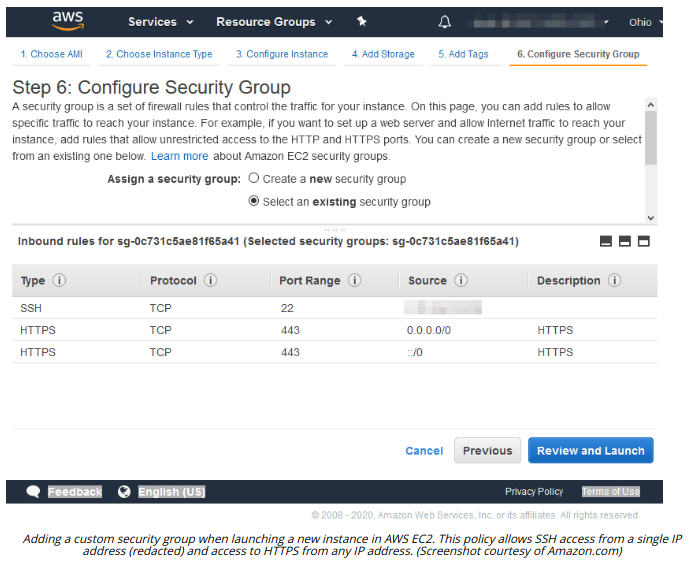 aws Services Resource Groups Ohio
1. Choose AMI 2. Choose Instance Type 3. Configure Instance 4. Add Storage 5. Add Tags 6. Configure Security Group
Step 6: Configure Security Group
A security group is a set of firewall rules that control the traffic for your instance. On this page, you can add rules to allow
specific traffic to reach your instance. For example, if you want to set up a web server and allow Internet traffic to reach your
instance, add rules that allow unrestricted access to the HTTP and HTTPS ports. You can create a new security group or select
from an existing one below. Learn more about Amazon EC2 security groups.
Assign a security group: Create a new security group
Select an existing security group
Inbound rules for sg-0c731c5ae81f65a41 (Selected security groups: sg-0c731c5ae81f65a41)
Type Protocol Port Range Source Description
SSH TCP 22
HTTPS TCP 443 0.0.0.0/0 HTTPS
HTTPS TCP 443 ::/0 HTTPS
Cancel Previous Review and Launch
Feedback English (US) Privacy Policy Terms of Use
© 2008 - 2020, Amazon Web Services, Inc. or its affiliates. All rights reserved.
Adding a custom security group when launching a new instance in AWS EC2. This policy allows SSH access from a single IP
address (redacted) and access to HTTPS from any IP address. (Screenshot courtesy of Amazon.com)